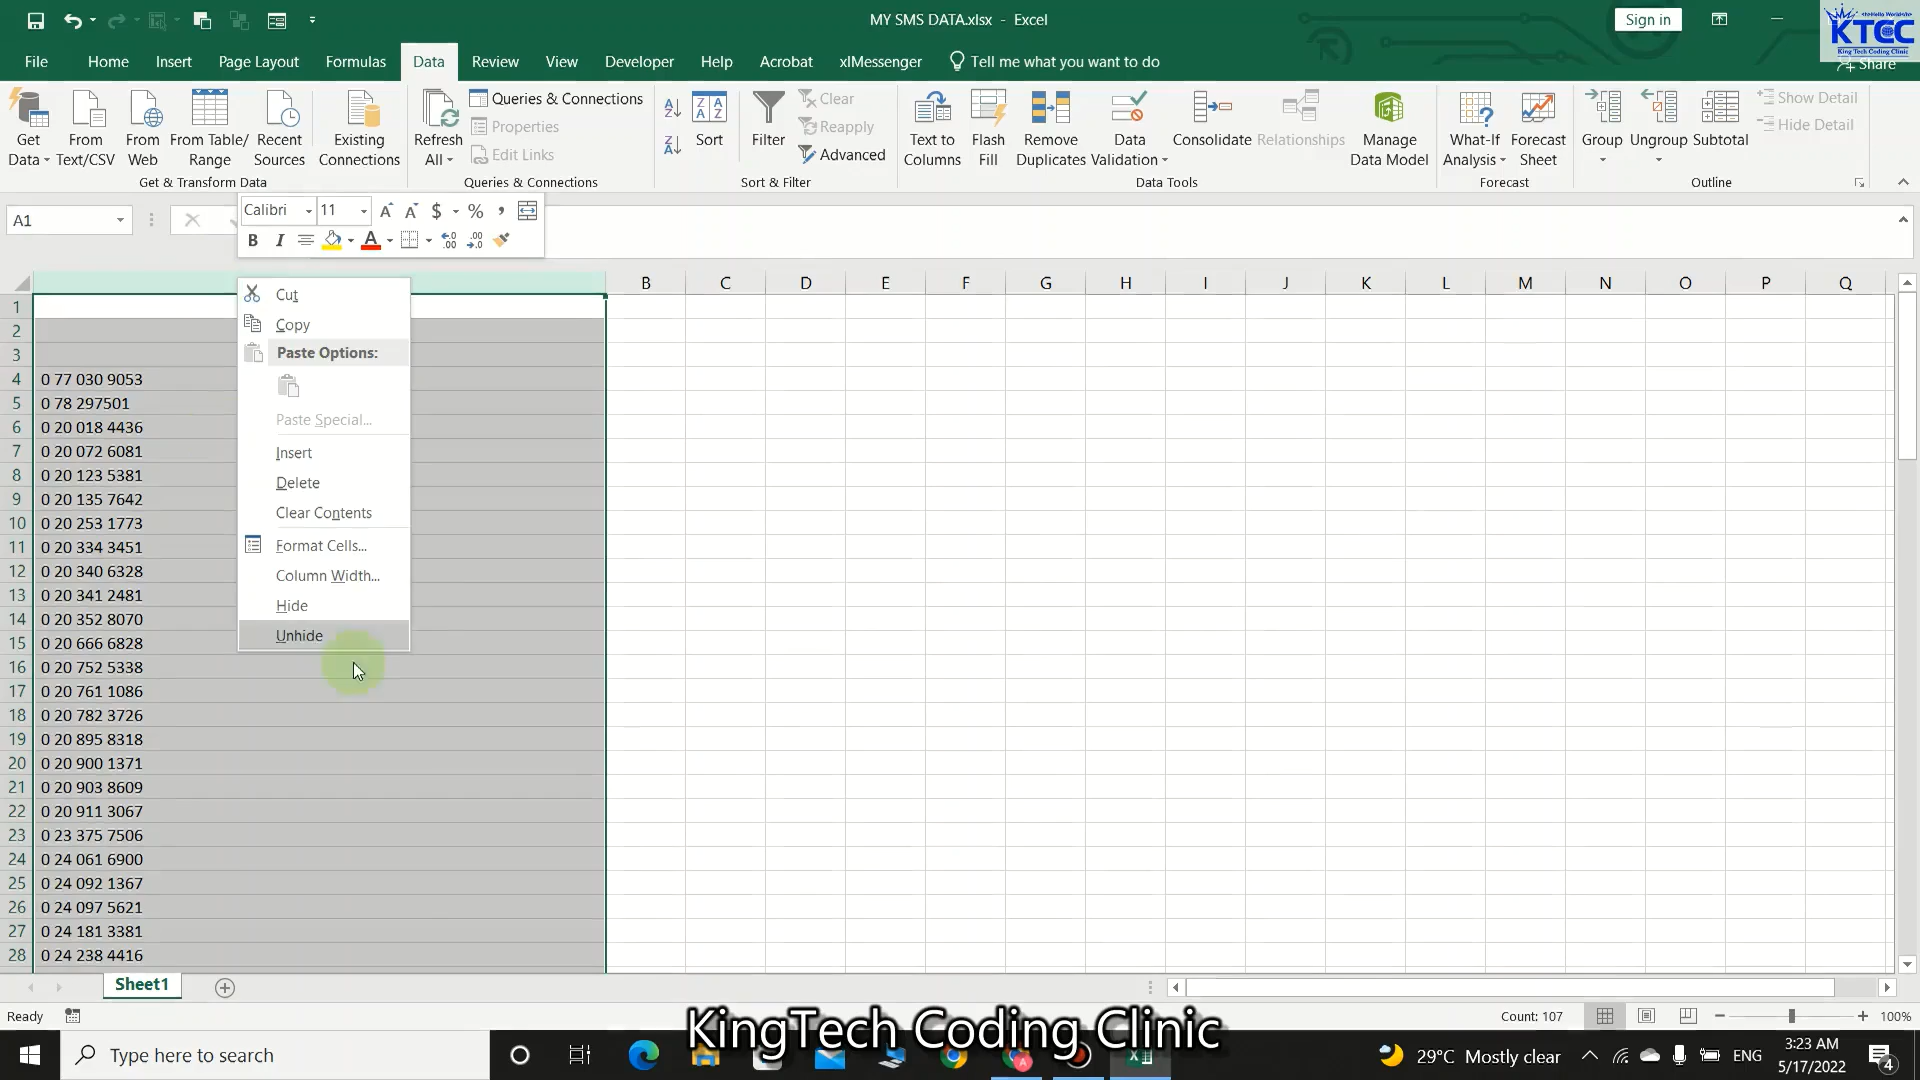 MY SMS DATA.xlsx - Excel
Sign in
KTCC
King Tech Coding Clinic
Share
File Home Insert Page Layout Formulas Data Review View Developer Help Acrobat xlMessenger Tell me what you want to do
Get Data
From Text/CSV
From Web
From Table/ Range
Recent Sources
Existing Connections
Get & Transform Data
Refresh All
Queries & Connections
Properties
Edit Links
Queries & Connections
Sort
Filter
Clear
Reapply
Advanced
Sort & Filter
Text to Columns
Flash Fill
Remove Duplicates
Data Validation
Consolidate
Relationships
Manage Data Model
Data Tools
What-If Analysis
Forecast Sheet
Forecast
Group
Ungroup
Subtotal
Show Detail
Hide Detail
Outline
A1
Calibri 11 $ % ,
B I A
B C D E F G H I J K L M N O P Q
Cut
Copy
Paste Options:
Paste Special...
Insert
Delete
Clear Contents
Format Cells...
Column Width...
Hide
Unhide
1
2
3
4 0 77 030 9053
5 0 78 297501
6 0 20 018 4436
7 0 20 072 6081
8 0 20 123 5381
9 0 20 135 7642
10 0 20 253 1773
11 0 20 334 3451
12 0 20 340 6328
13 0 20 341 2481
14 0 20 352 8070
15 0 20 666 6828
16 0 20 752 5338
17 0 20 761 1086
18 0 20 782 3726
19 0 20 895 8318
20 0 20 900 1371
21 0 20 903 8609
22 0 20 911 3067
23 0 23 375 7506
24 0 24 061 6900
25 0 24 092 1367
26 0 24 097 5621
27 0 24 181 3381
28 0 24 238 4416
Sheet1
Ready
Count: 107
100%
KingTech Coding Clinic
Type here to search
29°C Mostly clear
ENG
3:23 AM
5/17/2022
4